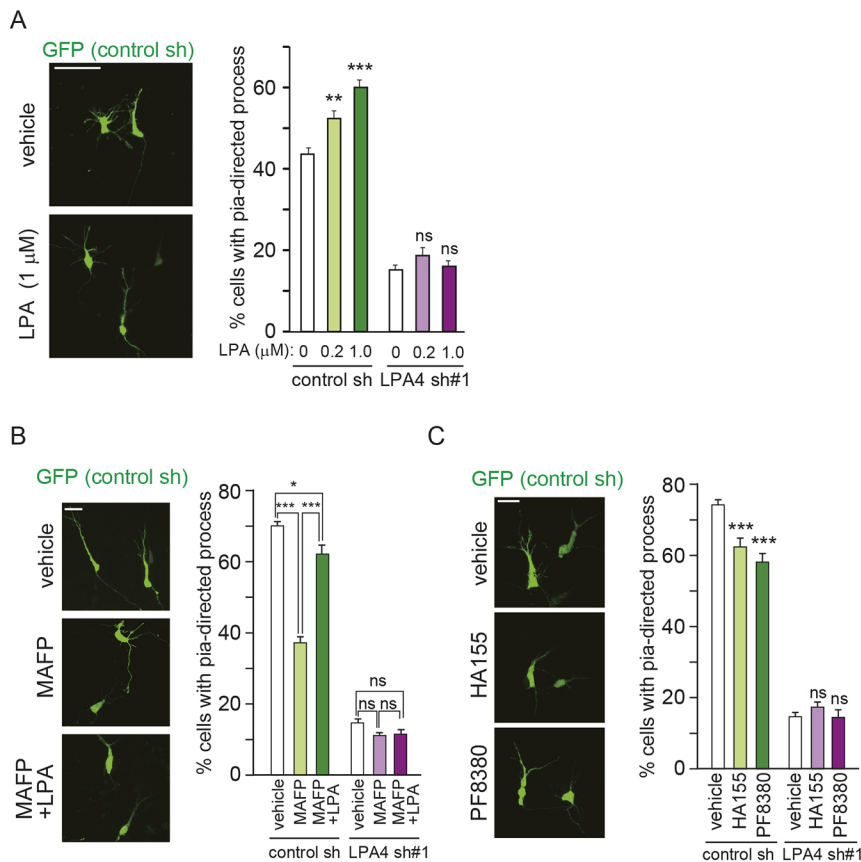 A
GFP (control sh)
vehicle
LPA (1 μM)
% cells with pia-directed process
60
40
20
0
**
***
ns
ns
LPA (μM): 0 0.2 1.0 0 0.2 1.0
control sh LPA4 sh#1
B
GFP (control sh)
vehicle
MAFP
MAFP
+LPA
% cells with pia-directed process
80
60
40
20
0
*
*** ***
ns
ns ns
vehicle
MAFP
MAFP
+LPA
vehicle
MAFP
MAFP
+LPA
control sh LPA4 sh#1
C
GFP (control sh)
vehicle
HA155
PF8380
% cells with pia-directed process
80
60
40
20
0
***
***
ns
ns
vehicle
HA155
PF8380
vehicle
HA155
PF8380
control sh LPA4 sh#1